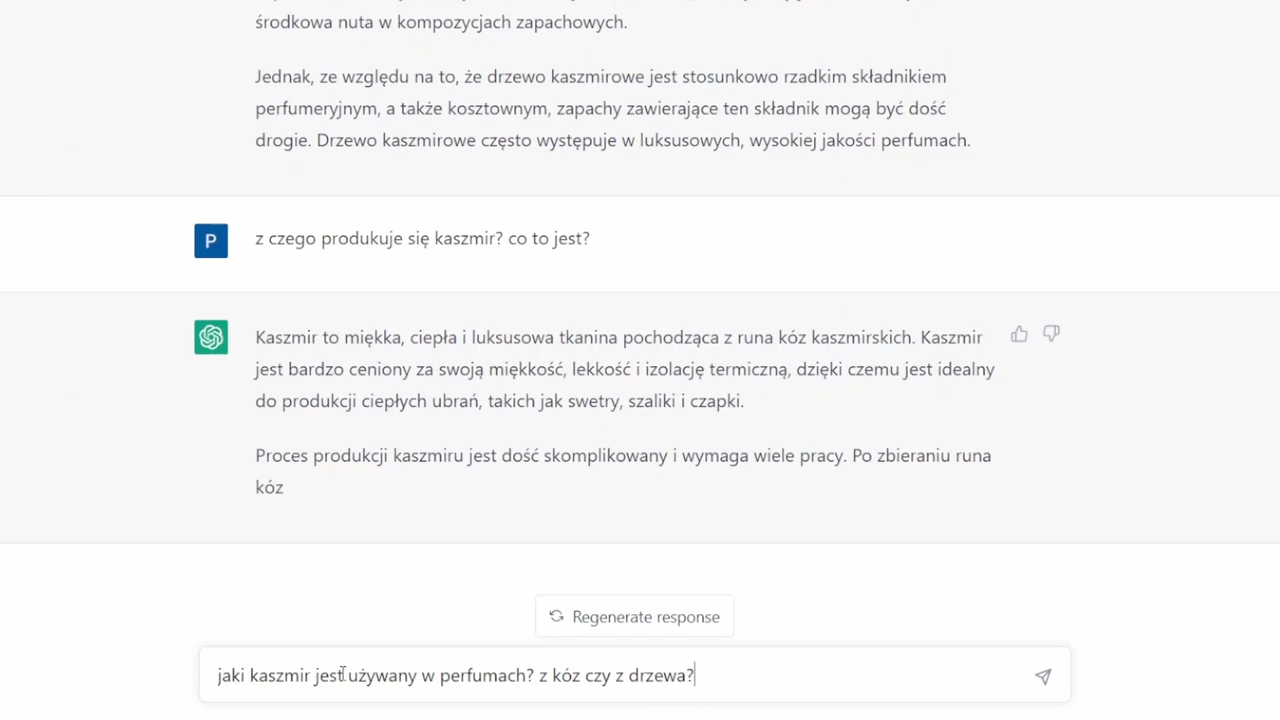 środkowa nuta w kompozycjach zapachowych.
Jednak, ze względu na to, że drzewo kaszmirowe jest stosunkowo rzadkim składnikiem
perfumeryjnym, a także kosztownym, zapachy zawierające ten składnik mogą być dość
drogie. Drzewo kaszmirowe często występuje w luksusowych, wysokiej jakości perfumach.
P
z czego produkuje się kaszmir? co to jest?
Kaszmir to miękka, ciepła i luksusowa tkanina pochodząca z runa kóz kaszmirskich. Kaszmir
jest bardzo ceniony za swoją miękkość, lekkość i izolację termiczną, dzięki czemu jest idealny
do produkcji ciepłych ubrań, takich jak swetry, szaliki i czapki.
Proces produkcji kaszmiru jest dość skomplikowany i wymaga wiele pracy. Po zbieraniu runa
kóz
Regenerate response
jaki kaszmir jest używany w perfumach? z kóz czy z drzewa?